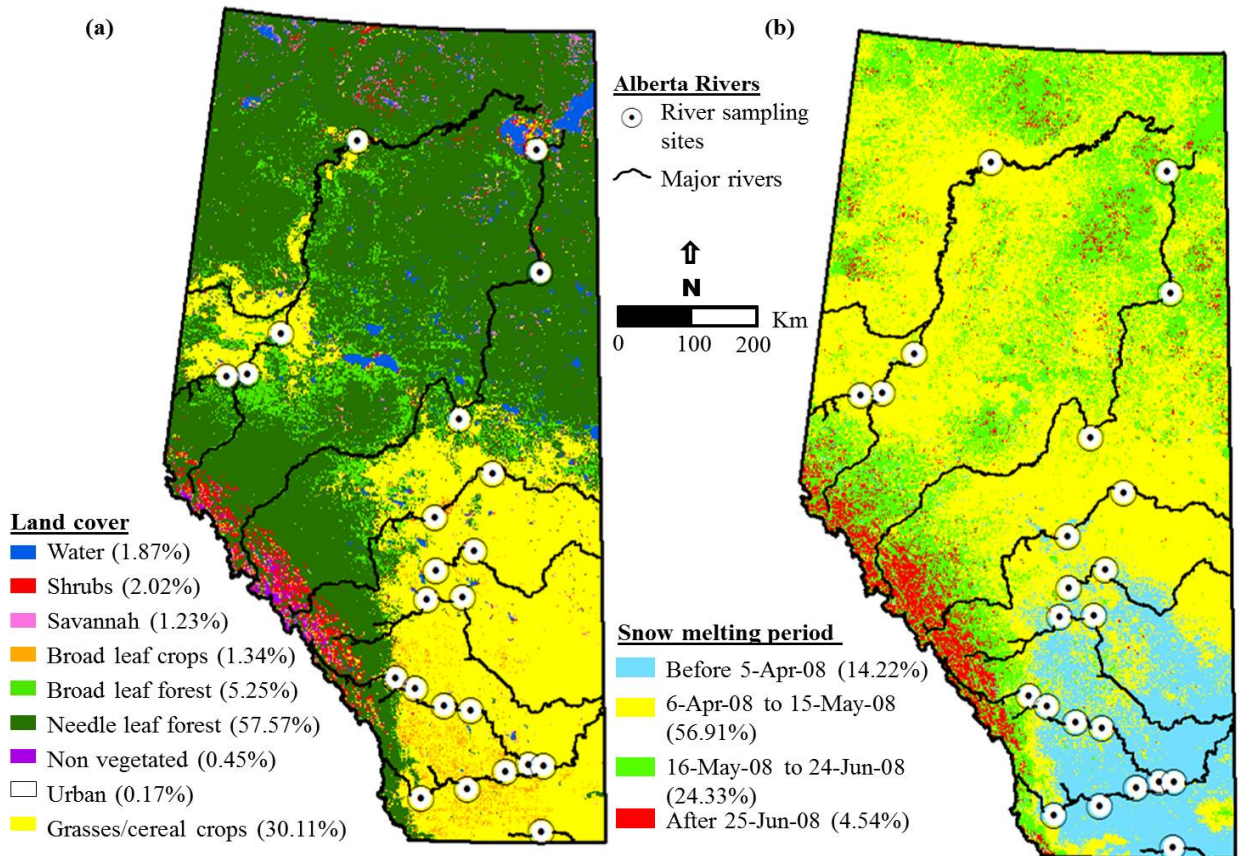 (a)
(b)
Alberta Rivers
River sampling
sites
Major rivers
N
Km
0 100 200
Land cover
Water (1.87%)
Shrubs (2.02%)
Savannah (1.23%)
Broad leaf crops (1.34%)
Broad leaf forest (5.25%)
Needle leaf forest (57.57%)
Non vegetated (0.45%)
Urban (0.17%)
Grasses/cereal crops (30.11%)
Snow melting period
Before 5-Apr-08 (14.22%)
6-Apr-08 to 15-May-08
(56.91%)
16-May-08 to 24-Jun-08
(24.33%)
After 25-Jun-08 (4.54%)